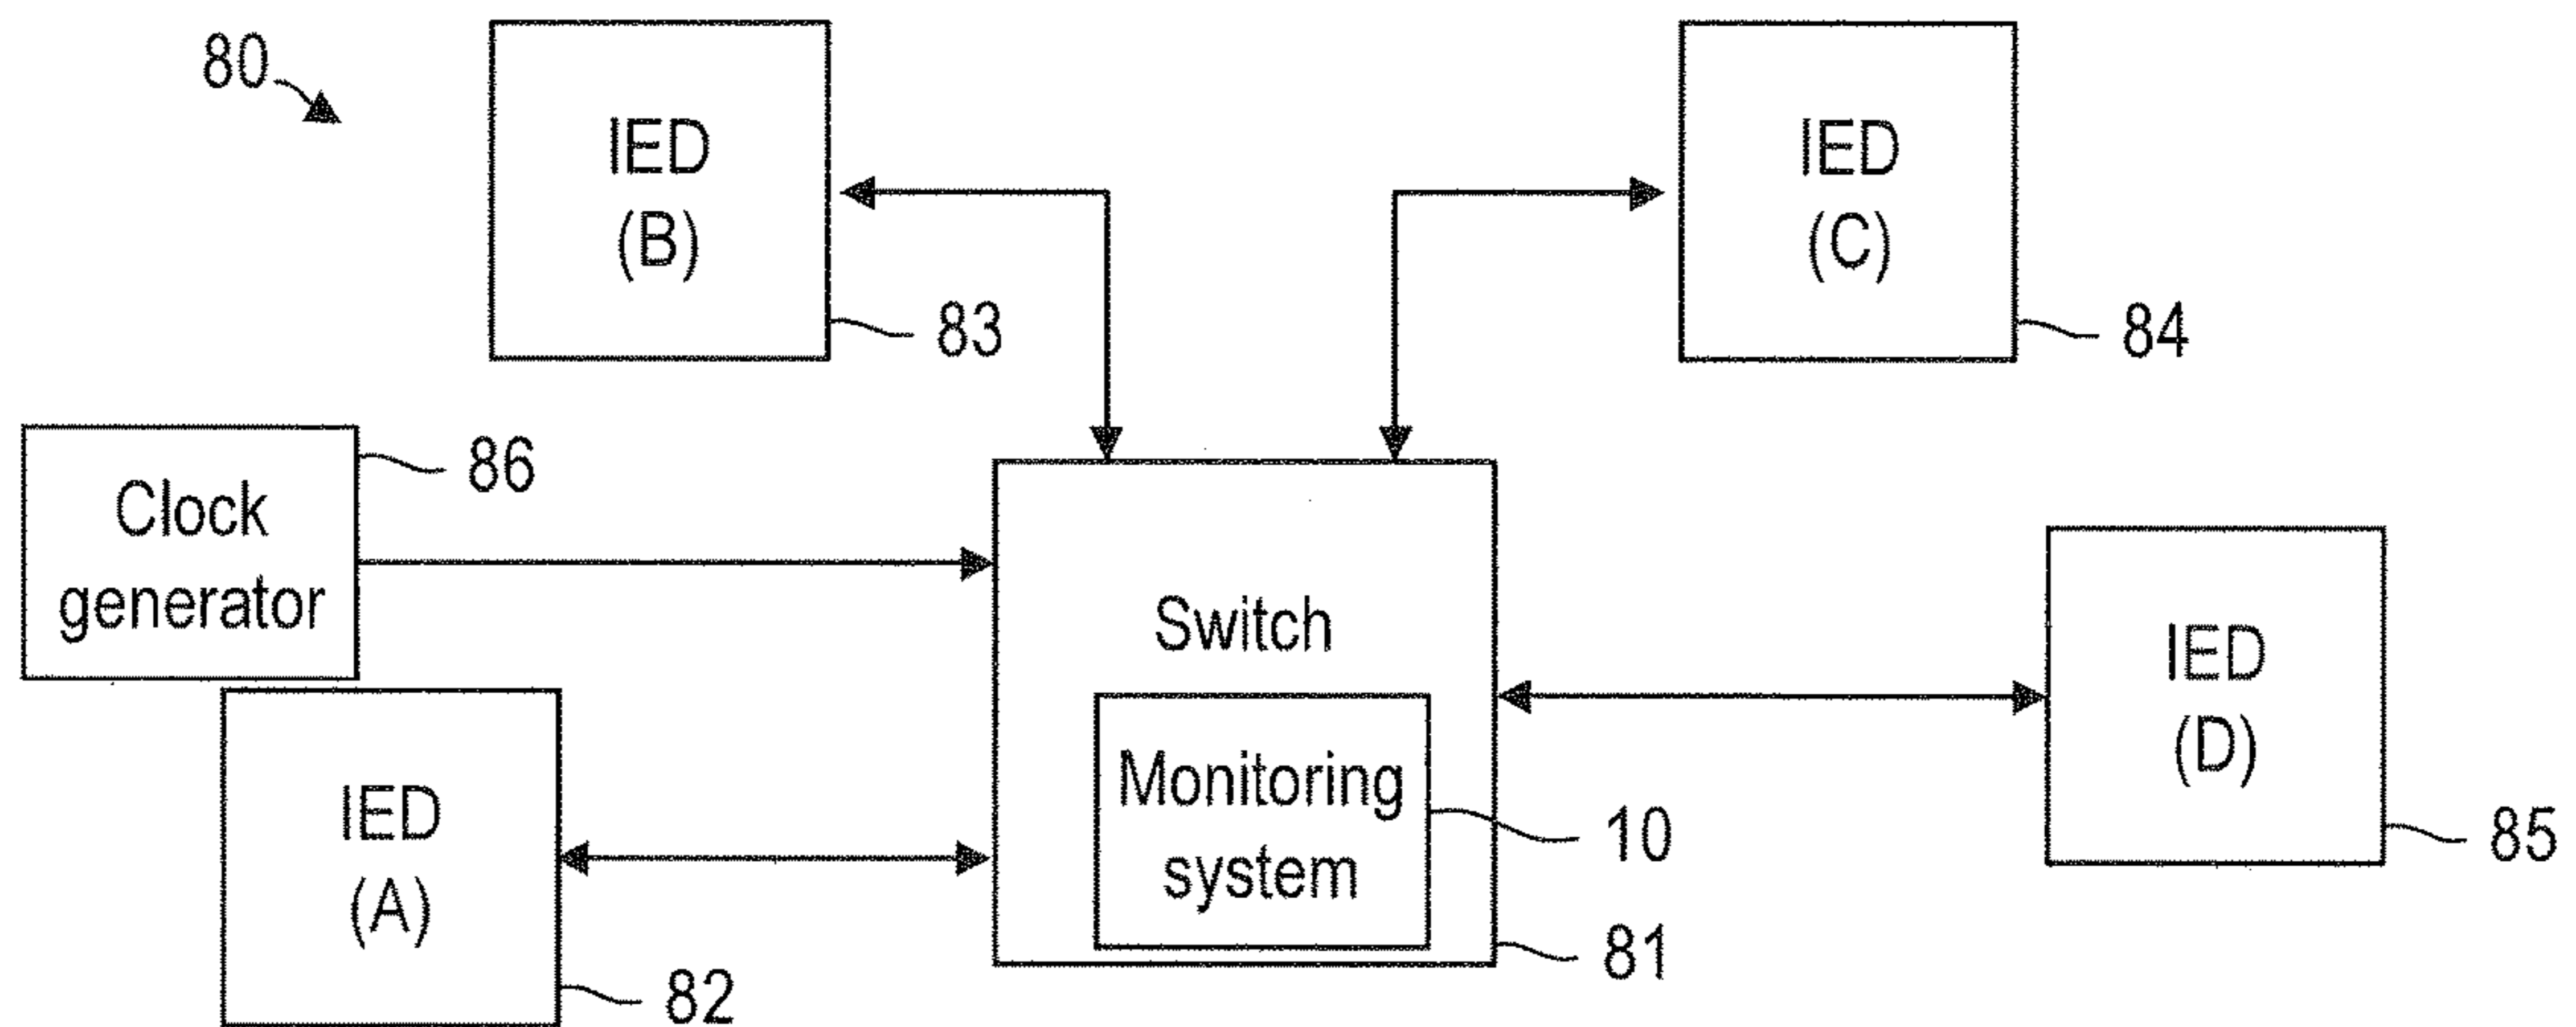 80
IED
(B)
83
IED
(C)
84
Clock
generator
86
Switch
Monitoring
system
10
81
IED
(D)
85
IED
(A)
82